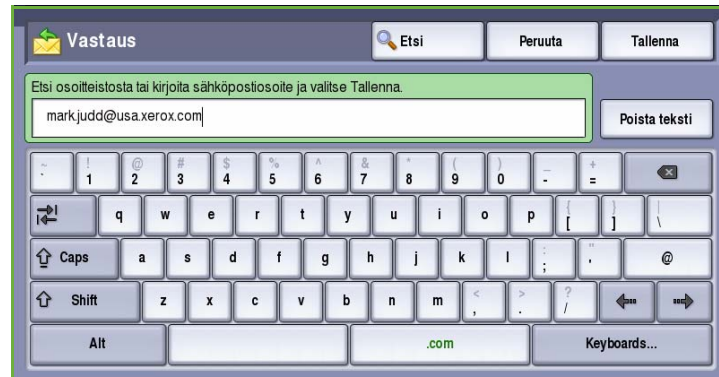 Vastaus Etsi Peruuta Tallenna
Etsi osoitteistosta tai kirjoita sähköpostiosoite ja valitse Tallenna.
mark.judd@usa.xerox.com Poista teksti
~ ! @ # $ % ^ & * ( ) _ +
` 1 2 3 4 5 6 7 8 9 0 - =
q w e r t y u i o p { [ } ] | \
Caps a s d f g h j k l : ; " ' @
Shift z x c v b n m < , > . ? /
Alt .com Keyboards...